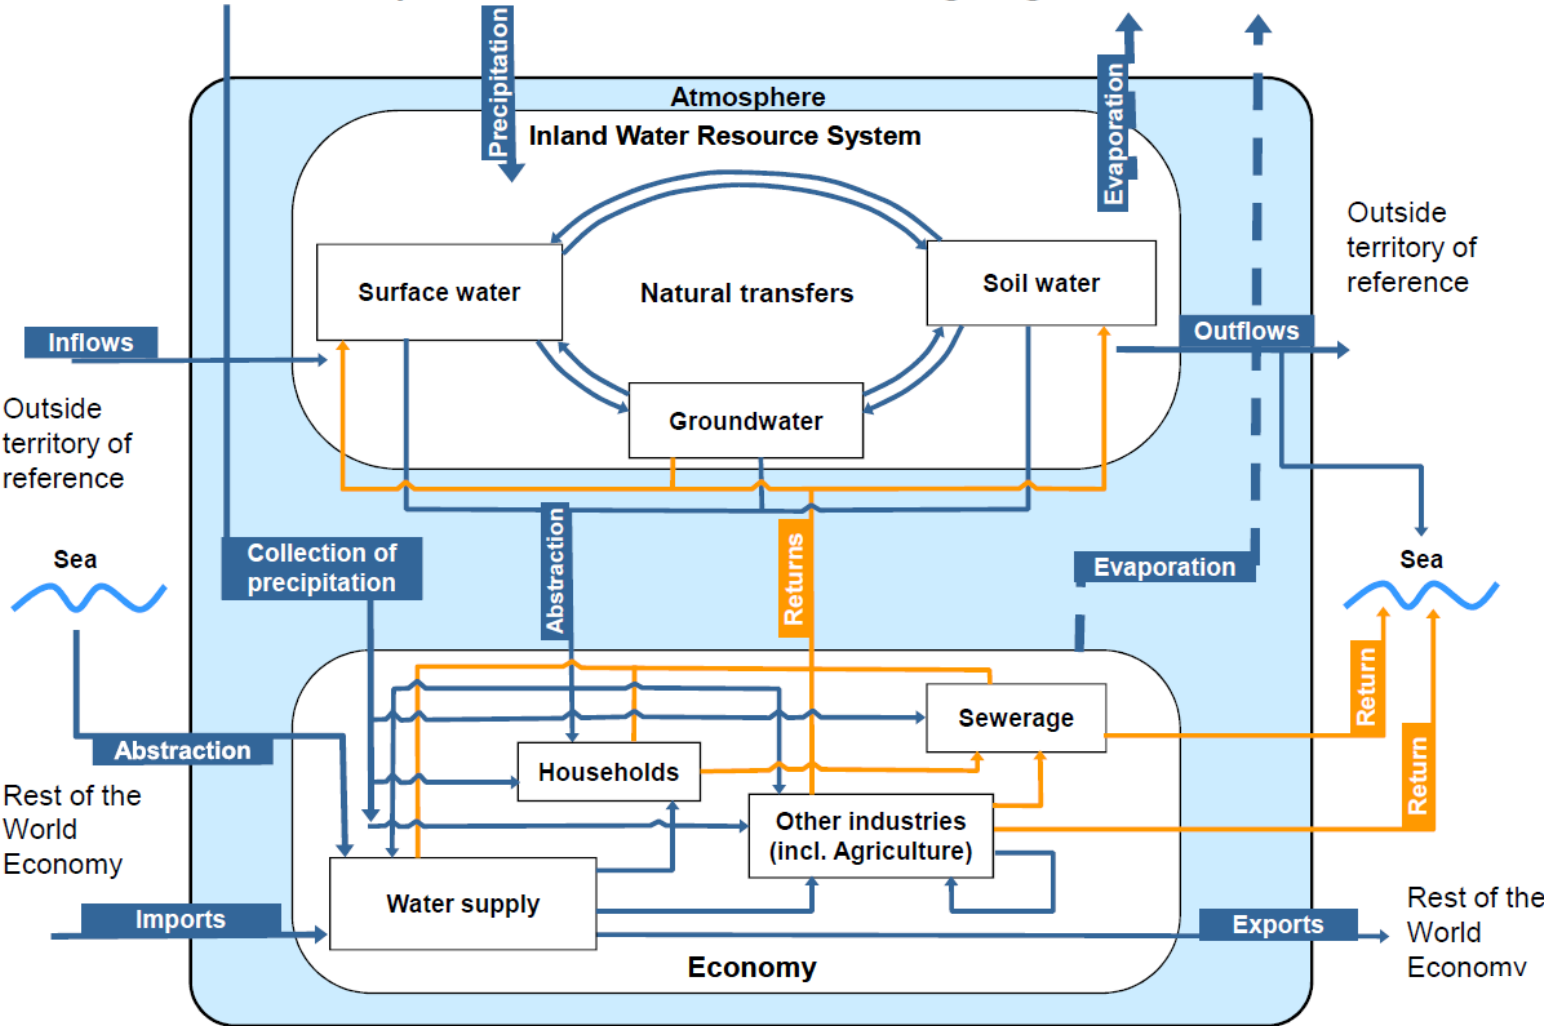 Precipitation
Evaporation
Atmosphere
Inland Water Resource System
Outside
territory of
reference
Surface water
Natural transfers
Soil water
Inflows
Outflows
Groundwater
Outside
territory of
reference
Abstraction
Returns
Collection of
precipitation
Sea
Evaporation
Sea
Return
Sewerage
Abstraction
Households
Return
Rest of the
World
Economy
Other industries
(incl. Agriculture)
Water supply
Imports
Exports
Rest of the
World
Economy
Economy